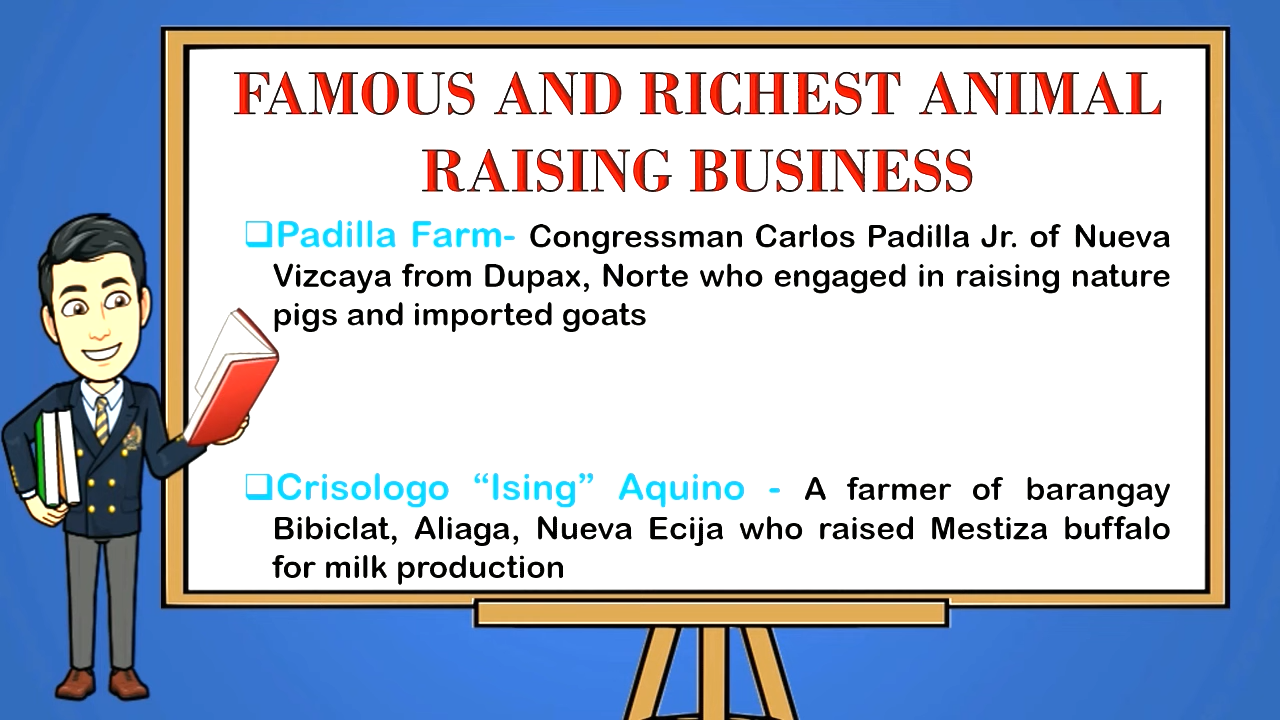 FAMOUS AND RICHEST ANIMAL
RAISING BUSINESS
❑Padilla Farm- Congressman Carlos Padilla Jr. of Nueva
Vizcaya from Dupax, Norte who engaged in raising nature
pigs and imported goats
❑Crisologo “Ising” Aquino - A farmer of barangay
Bibiclat, Aliaga, Nueva Ecija who raised Mestiza buffalo
for milk production